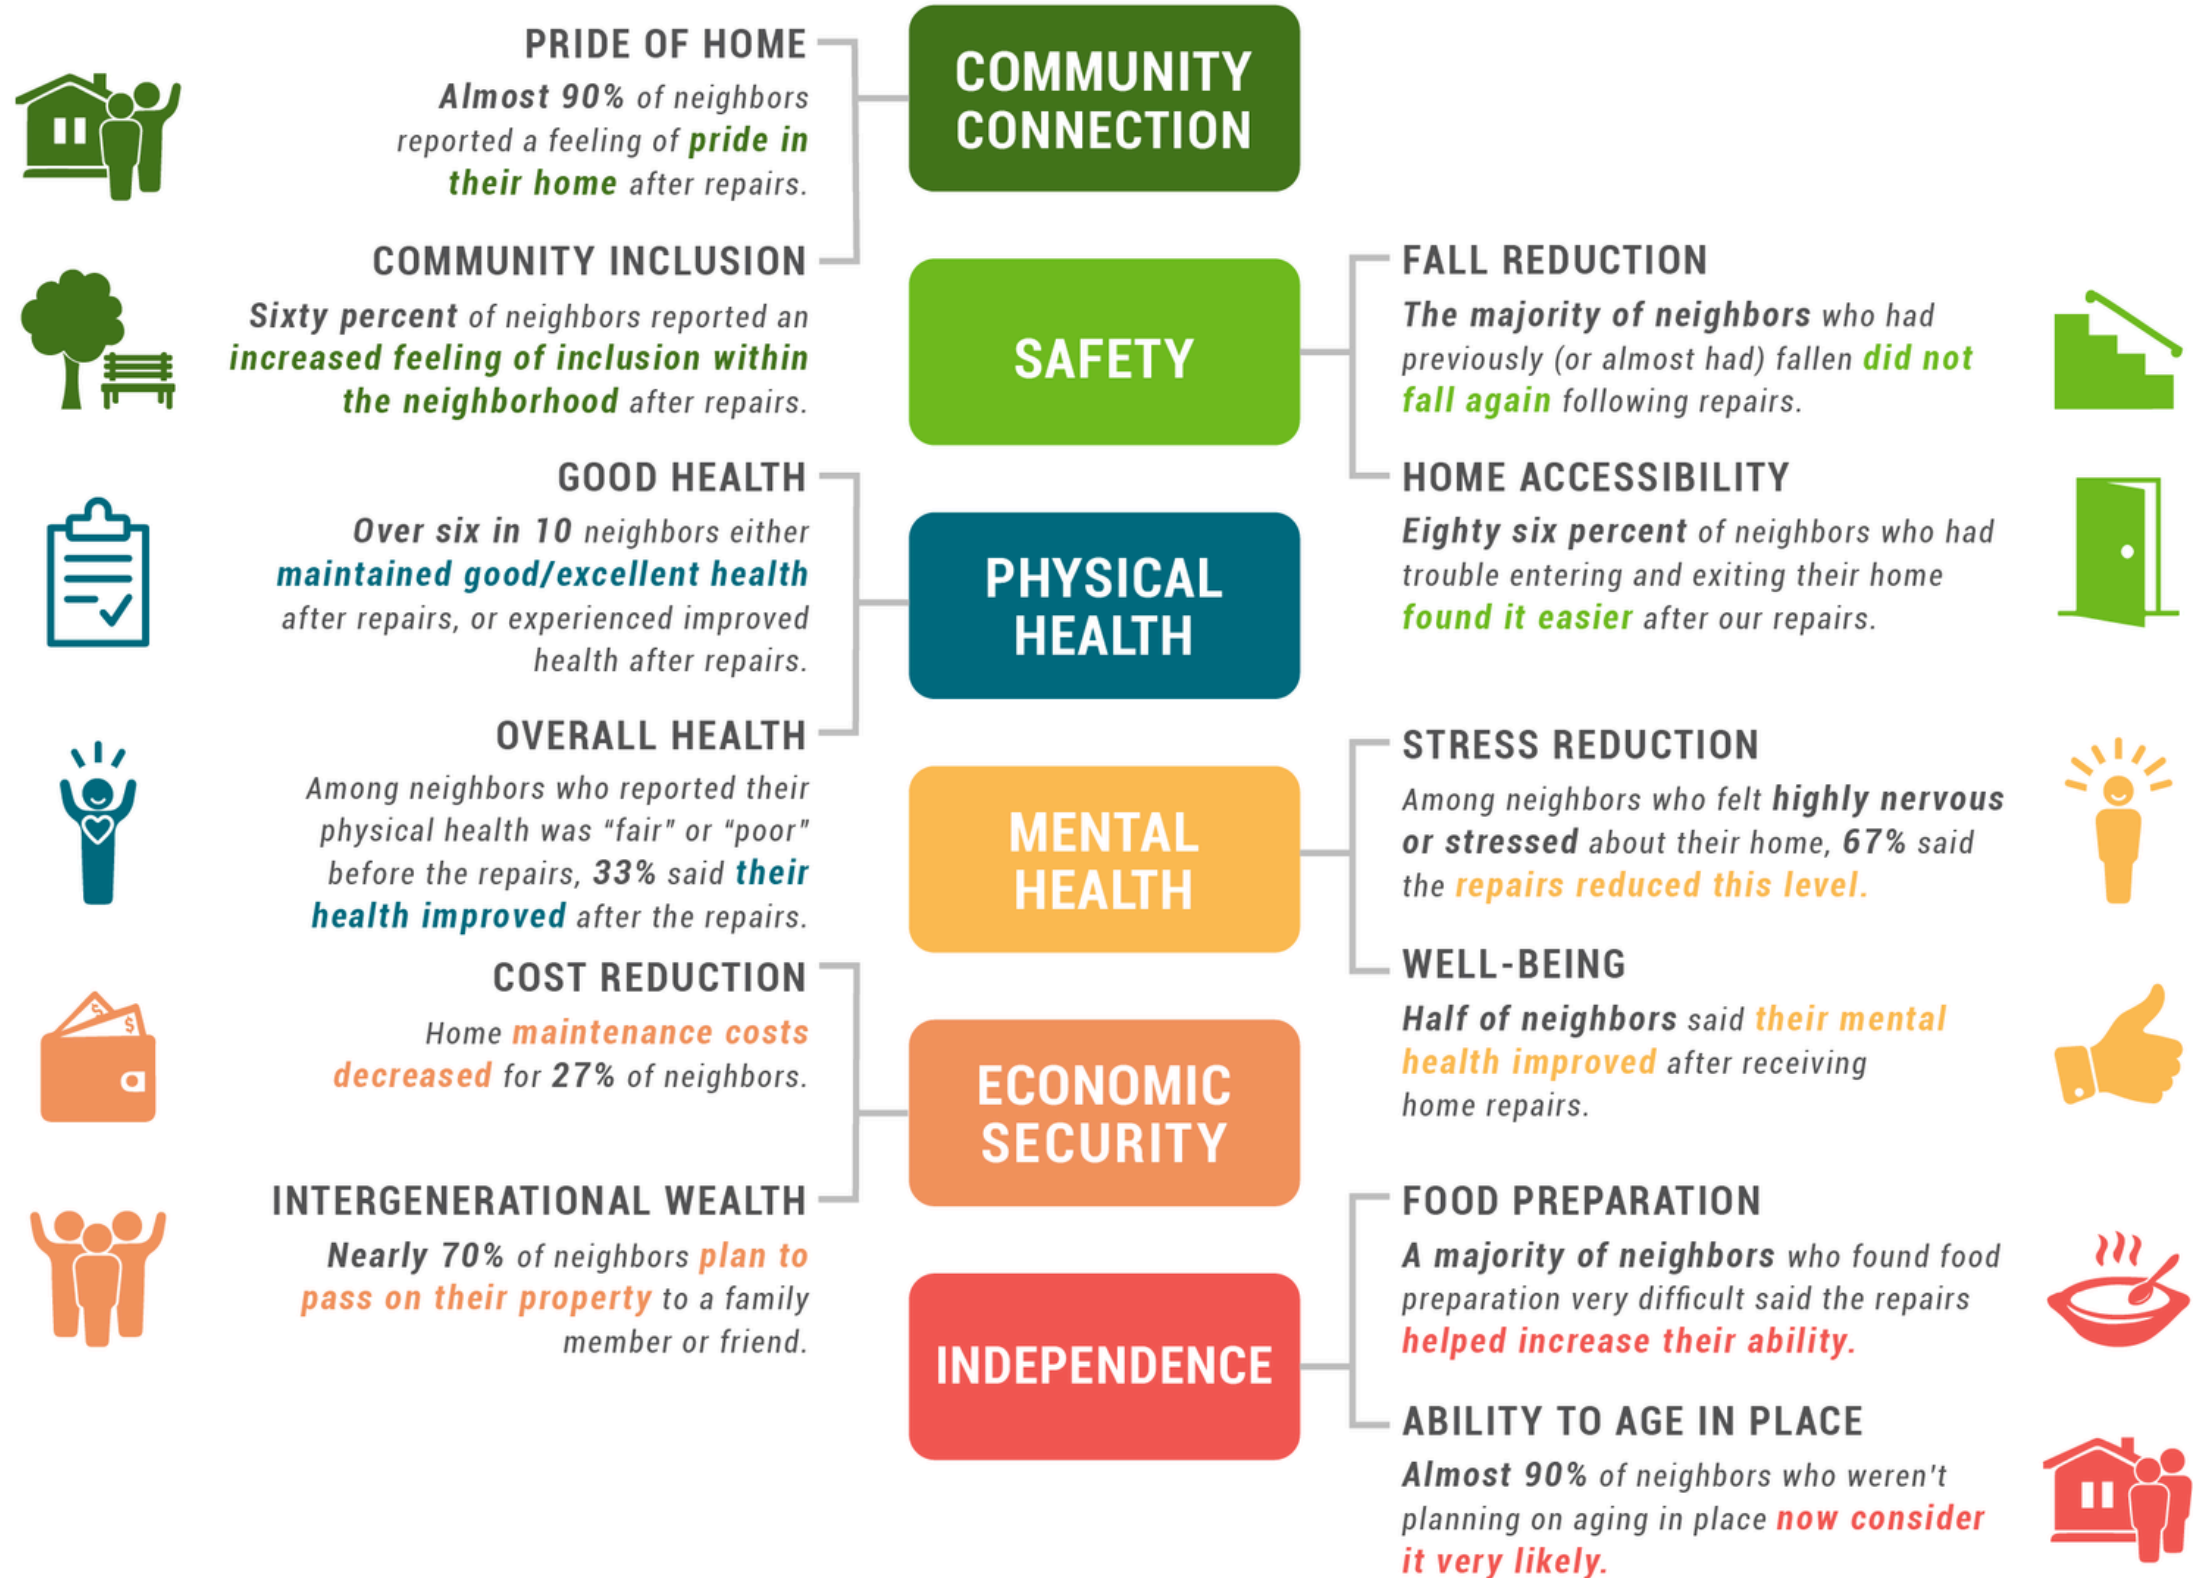 COMMUNITY
CONNECTION
PRIDE OF HOME
Almost 90% of neighbors
reported a feeling of pride in
their home after repairs.
COMMUNITY INCLUSION
Sixty percent of neighbors reported an
increased feeling of inclusion within
the neighborhood after repairs.
SAFETY
FALL REDUCTION
The majority of neighbors who had
previously (or almost had) fallen did not
fall again following repairs.
HOME ACCESSIBILITY
Eighty six percent of neighbors who had
trouble entering and exiting their home
found it easier after our repairs.
PHYSICAL
HEALTH
GOOD HEALTH
Over six in 10 neighbors either
maintained good/excellent health
after repairs, or experienced improved
health after repairs.
OVERALL HEALTH
Among neighbors who reported their
physical health was “fair” or “poor”
before the repairs, 33% said their
health improved after the repairs.
MENTAL
HEALTH
STRESS REDUCTION
Among neighbors who felt highly nervous
or stressed about their home, 67% said
the repairs reduced this level.
WELL-BEING
Half of neighbors said their mental
health improved after receiving
home repairs.
ECONOMIC
SECURITY
COST REDUCTION
Home maintenance costs
decreased for 27% of neighbors.
INTERGENERATIONAL WEALTH
Nearly 70% of neighbors plan to
pass on their property to a family
member or friend.
INDEPENDENCE
FOOD PREPARATION
A majority of neighbors who found food
preparation very difficult said the repairs
helped increase their ability.
ABILITY TO AGE IN PLACE
Almost 90% of neighbors who weren't
planning on aging in place now consider
it very likely.
$
$